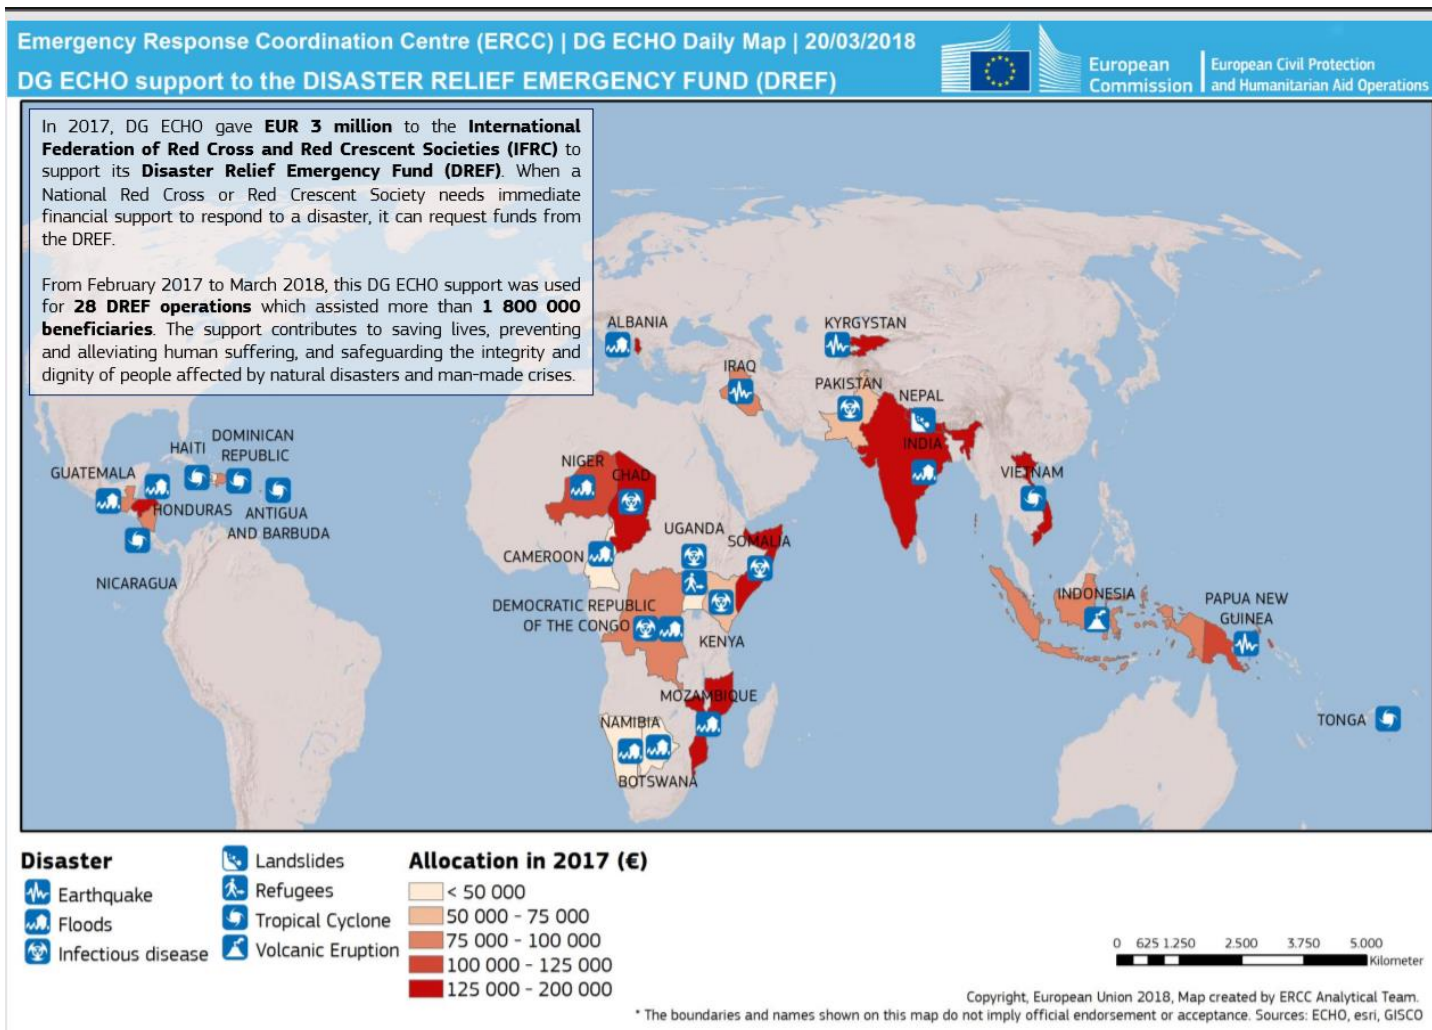 Emergency Response Coordination Centre (ERCC) | DG ECHO Daily Map | 20/03/2018
DG ECHO support to the DISASTER RELIEF EMERGENCY FUND (DREF)
European
Commission
European Civil Protection
and Humanitarian Aid Operations
In 2017, DG ECHO gave EUR 3 million to the International
Federation of Red Cross and Red Crescent Societies (IFRC) to
support its Disaster Relief Emergency Fund (DREF). When a
National Red Cross or Red Crescent Society needs immediate
financial support to respond to a disaster, it can request funds from
the DREF.
From February 2017 to March 2018, this DG ECHO support was used
for 28 DREF operations which assisted more than 1 800 000
beneficiaries. The support contributes to saving lives, preventing
and alleviating human suffering, and safeguarding the integrity and
dignity of people affected by natural disasters and man-made crises.
ALBANIA
KYRGYSTAN
IRAQ
PAKISTAN
NEPAL
INDIA
HAITI
DOMINICAN
REPUBLIC
GUATEMALA
HONDURAS
ANTIGUA
AND BARBUDA
NICARAGUA
NIGER
CHAD
VIETNAM
UGANDA
SOMALIA
CAMEROON
DEMOCRATIC REPUBLIC
OF THE CONGO
KENYA
INDONESIA
PAPUA NEW
GUINEA
MOZAMBIQUE
NAMIBIA
BOTSWANA
TONGA
Disaster
Earthquake
Floods
Infectious disease
Landslides
Refugees
Tropical Cyclone
Volcanic Eruption
Allocation in 2017 (€)
< 50 000
50 000 - 75 000
75 000 - 100 000
100 000 - 125 000
125 000 - 200 000
0 625 1.250 2.500 3.750 5.000
Kilometer
Copyright, European Union 2018, Map created by ERCC Analytical Team.
* The boundaries and names shown on this map do not imply official endorsement or acceptance. Sources: ECHO, esri, GISCO